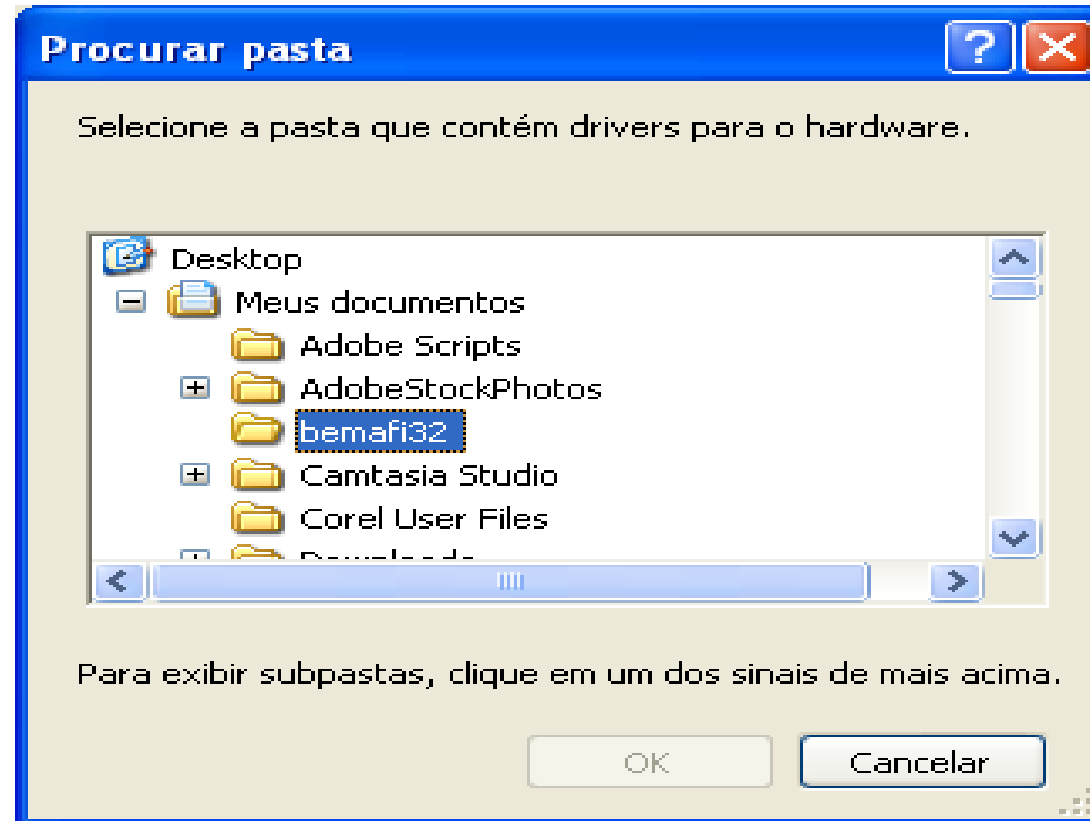 Procurar pasta
Selecione a pasta que contém drivers para o hardware.
Desktop
Meus documentos
Adobe Scripts
AdobeStockPhotos
bemafi32
Camtasia Studio
Corel User Files
Para exibir subpastas, clique em um dos sinais de mais acima.
OK
Cancelar